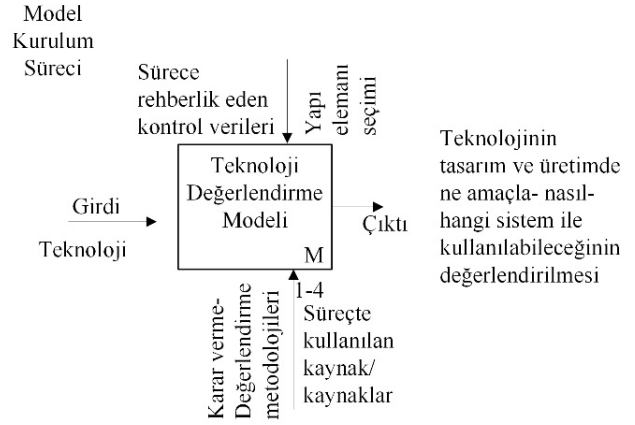 Model
Kurulum
Süreci
Sürece
rehberlik eden
kontrol verileri
Yapı
elemanı
seçimi
Girdi
Teknoloji
Teknoloji
Değerlendirme
Modeli
M
Çıktı
Teknolojinin
tasarım ve üretimde
ne amaçla- nasıl-
hangi sistem ile
kullanılabileceğinin
değerlendirilmesi
1-4
Karar verme-
Değerlendirme
metodolojileri
Süreçte
kullanılan
kaynak/
kaynaklar